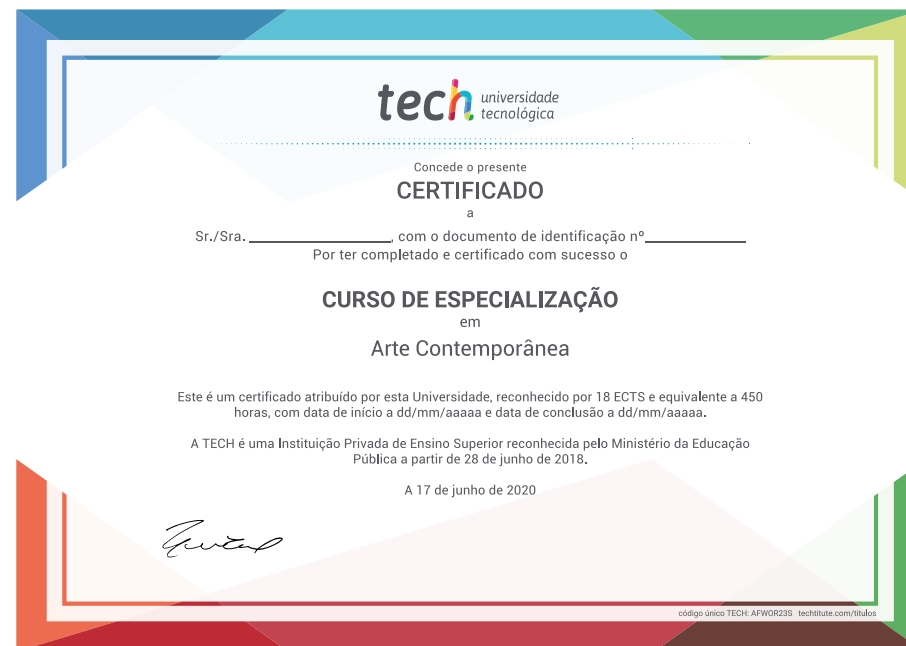 tech universidade
tecnológica
Concede o presente
CERTIFICADO
a
Sr./Sra. ____________________, com o documento de identificação nº______________
Por ter completado e certificado com sucesso o
CURSO DE ESPECIALIZAÇÃO
em
Arte Contemporânea
Este é um certificado atribuído por esta Universidade, reconhecido por 18 ECTS e equivalente a 450
horas, com data de início a dd/mm/aaaaa e data de conclusão a dd/mm/aaaaa.
A TECH é uma Instituição Privada de Ensino Superior reconhecida pelo Ministério da Educação
Pública a partir de 28 de junho de 2018.
A 17 de junho de 2020
código único TECH: AFWOR23S techtitute.com/titulos